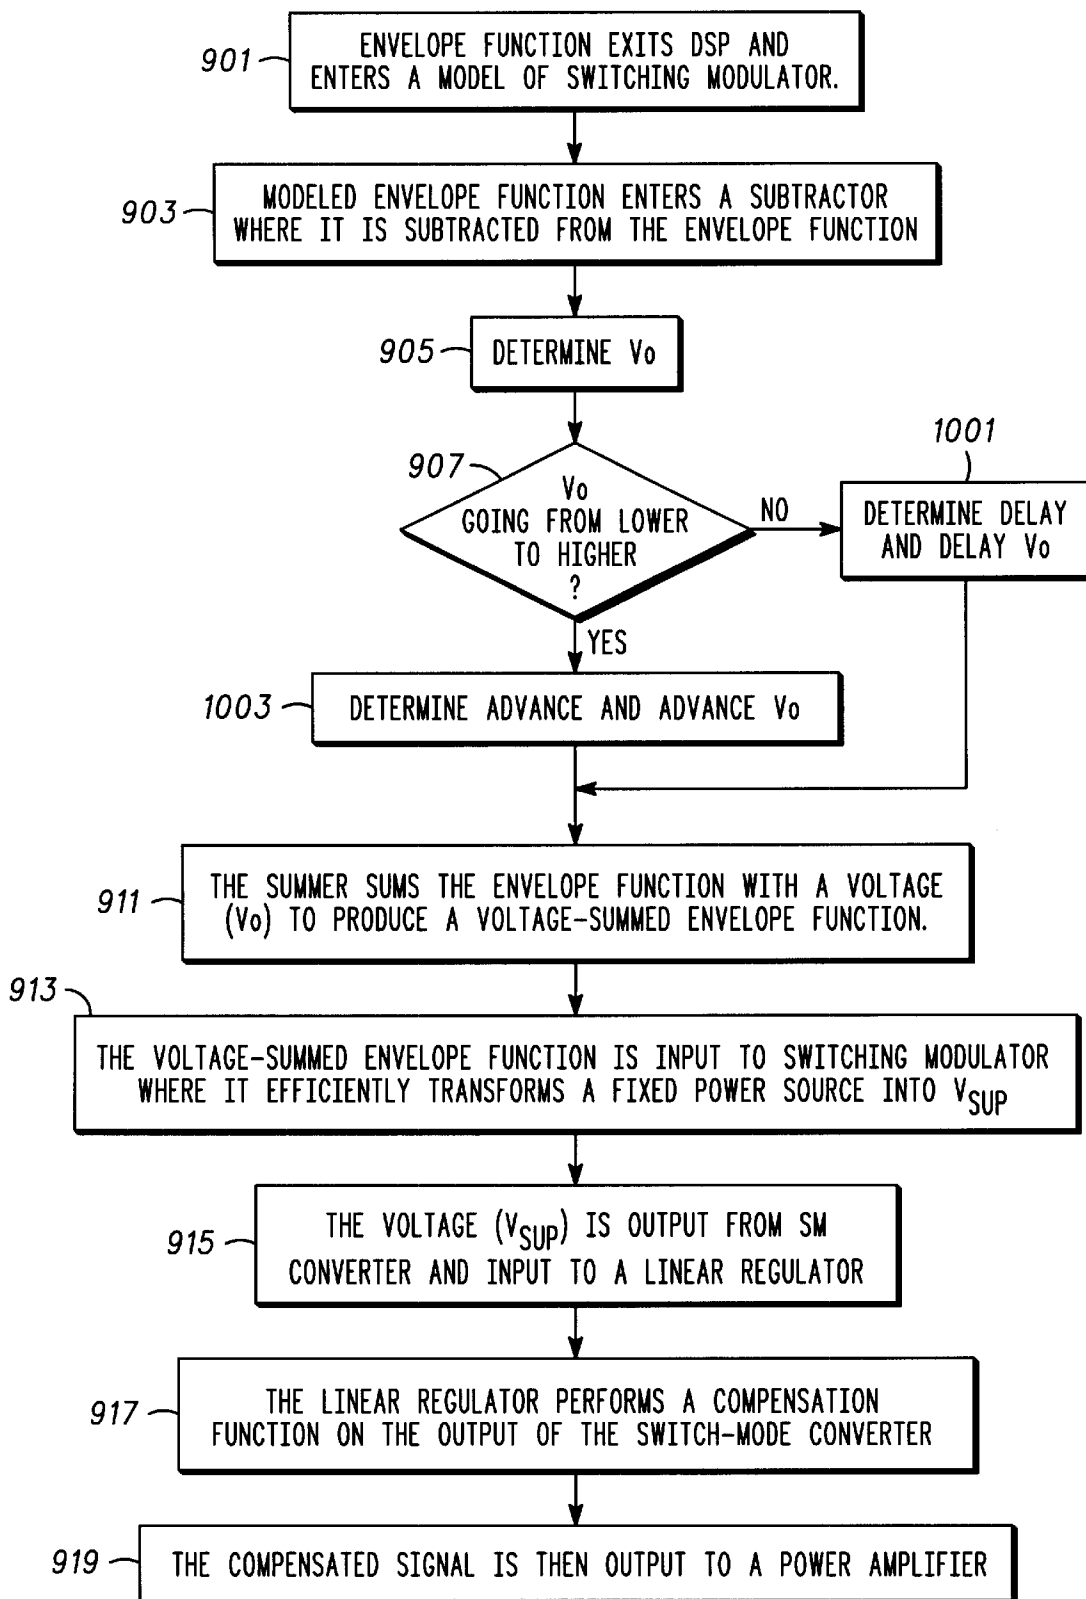 901
ENVELOPE FUNCTION EXITS DSP AND
ENTERS A MODEL OF SWITCHING MODULATOR.
903
MODELED ENVELOPE FUNCTION ENTERS A SUBTRACTOR
WHERE IT IS SUBTRACTED FROM THE ENVELOPE FUNCTION
905
DETERMINE Vo
907
Vo
GOING FROM LOWER
TO HIGHER
?
NO
1001
DETERMINE DELAY
AND DELAY Vo
YES
1003
DETERMINE ADVANCE AND ADVANCE Vo
911
THE SUMMER SUMS THE ENVELOPE FUNCTION WITH A VOLTAGE
(Vo) TO PRODUCE A VOLTAGE-SUMMED ENVELOPE FUNCTION.
913
THE VOLTAGE-SUMMED ENVELOPE FUNCTION IS INPUT TO SWITCHING MODULATOR
WHERE IT EFFICIENTLY TRANSFORMS A FIXED POWER SOURCE INTO VSUP
915
THE VOLTAGE (VSUP) IS OUTPUT FROM SM
CONVERTER AND INPUT TO A LINEAR REGULATOR
917
THE LINEAR REGULATOR PERFORMS A COMPENSATION
FUNCTION ON THE OUTPUT OF THE SWITCH-MODE CONVERTER
919
THE COMPENSATED SIGNAL IS THEN OUTPUT TO A POWER AMPLIFIER